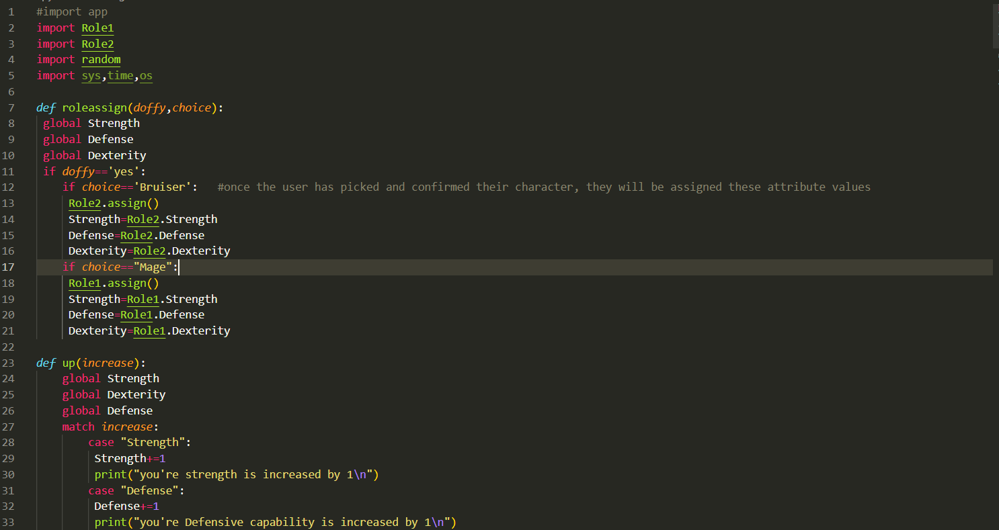 1 #import app
2 import Role1
3 import Role2
4 import random
5 import sys,time,os
6
7 def roleassign(doffy,choice):
8 global Strength
9 global Defense
10 global Dexterity
11 if doffy=='yes':
12 if choice=='Bruiser': #once the user has picked and confirmed their character, they will be assigned these attribute values
13 Role2.assign()
14 Strength=Role2.Strength
15 Defense=Role2.Defense
16 Dexterity=Role2.Dexterity
17 if choice=="Mage":
18 Role1.assign()
19 Strength=Role1.Strength
20 Defense=Role1.Defense
21 Dexterity=Role1.Dexterity
22
23 def up(increase):
24 global Strength
25 global Dexterity
26 global Defense
27 match increase:
28 case "Strength":
29 Strength+=1
30 print("you're strength is increased by 1\n")
31 case "Defense":
32 Defense+=1
33 print("you're Defensive capability is increased by 1\n")